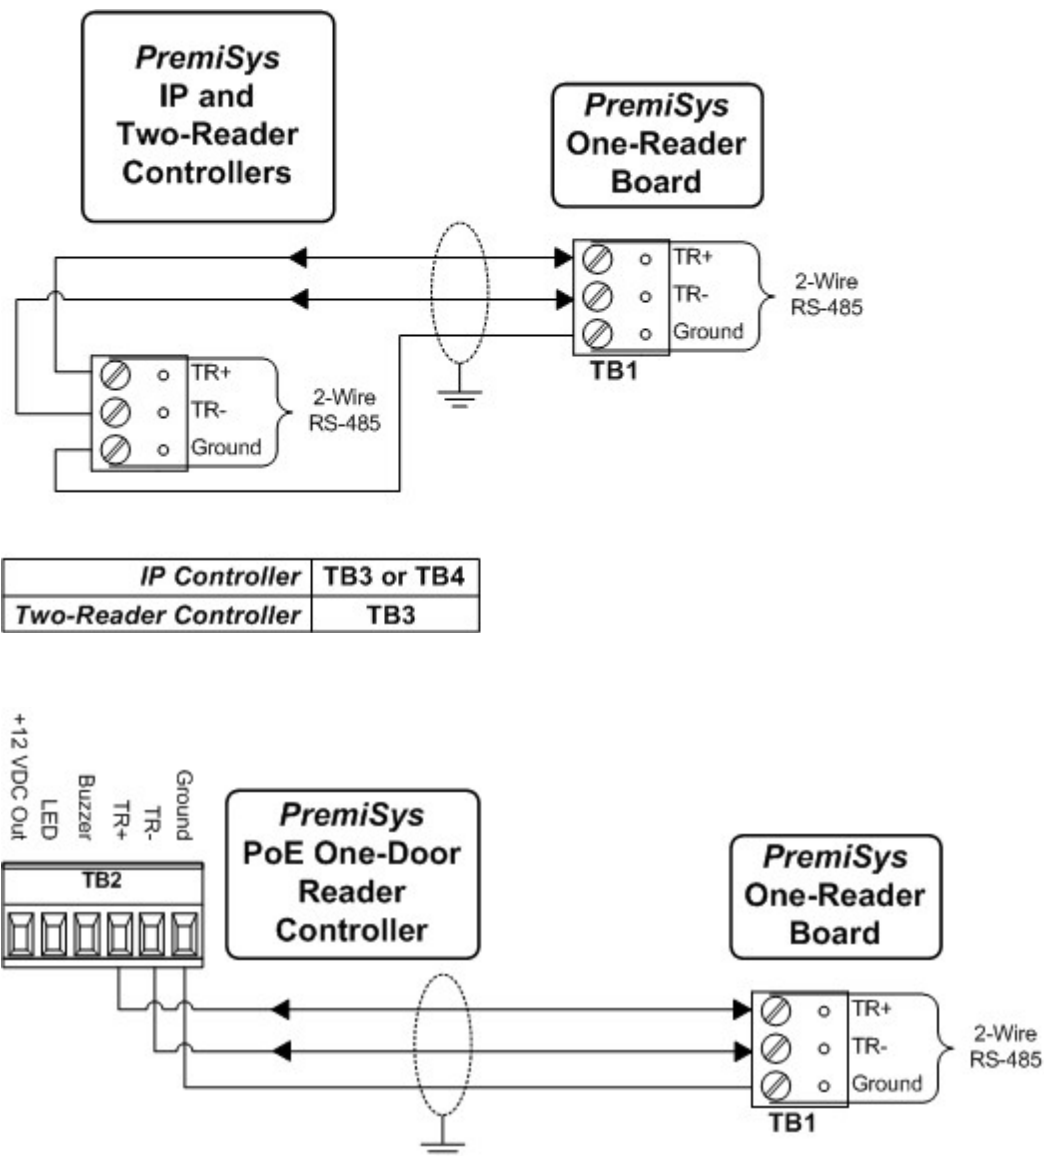 PremiSys
IP and
Two-Reader
Controllers
PremiSys
One-Reader
Board
TR+
TR-
Ground
2-Wire
RS-485
TB1
TR+
TR-
Ground
2-Wire
RS-485
IP Controller TB3 or TB4
Two-Reader Controller TB3
+12 VDC Out
LED
Buzzer
TR+
TR-
Ground
TB2
PremiSys
PoE One-Door
Reader
Controller
PremiSys
One-Reader
Board
TR+
TR-
Ground
2-Wire
RS-485
TB1